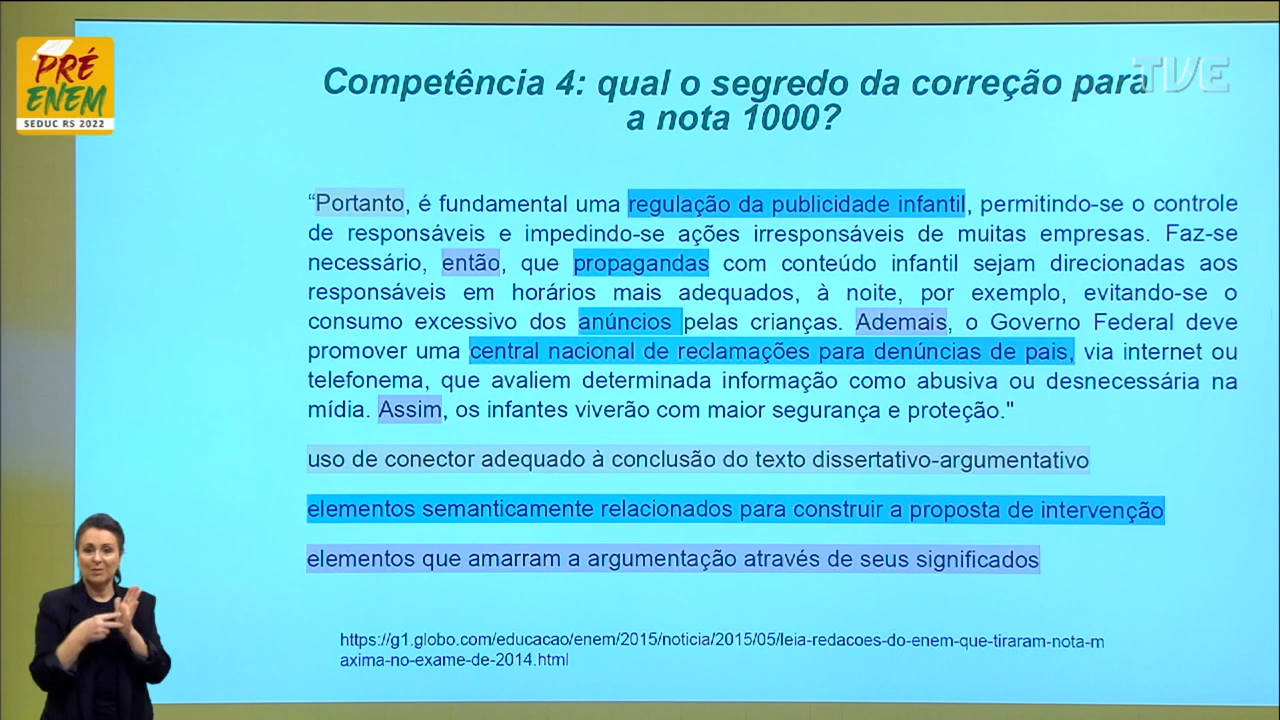 PRÉ
ENEM
SEDUC RS 2022
TVE
Competência 4: qual o segredo da correção para
a nota 1000?
“Portanto, é fundamental uma regulação da publicidade infantil, permitindo-se o controle
de responsáveis e impedindo-se ações irresponsáveis de muitas empresas. Faz-se
necessário, então, que propagandas com conteúdo infantil sejam direcionadas aos
responsáveis em horários mais adequados, à noite, por exemplo, evitando-se o
consumo excessivo dos anúncios pelas crianças. Ademais, o Governo Federal deve
promover uma central nacional de reclamações para denúncias de pais, via internet ou
telefonema, que avaliem determinada informação como abusiva ou desnecessária na
mídia. Assim, os infantes viverão com maior segurança e proteção."
uso de conector adequado à conclusão do texto dissertativo-argumentativo
elementos semanticamente relacionados para construir a proposta de intervenção
elementos que amarram a argumentação através de seus significados
https://g1.globo.com/educacao/enem/2015/noticia/2015/05/leia-redacoes-do-enem-que-tiraram-nota-m
axima-no-exame-de-2014.html